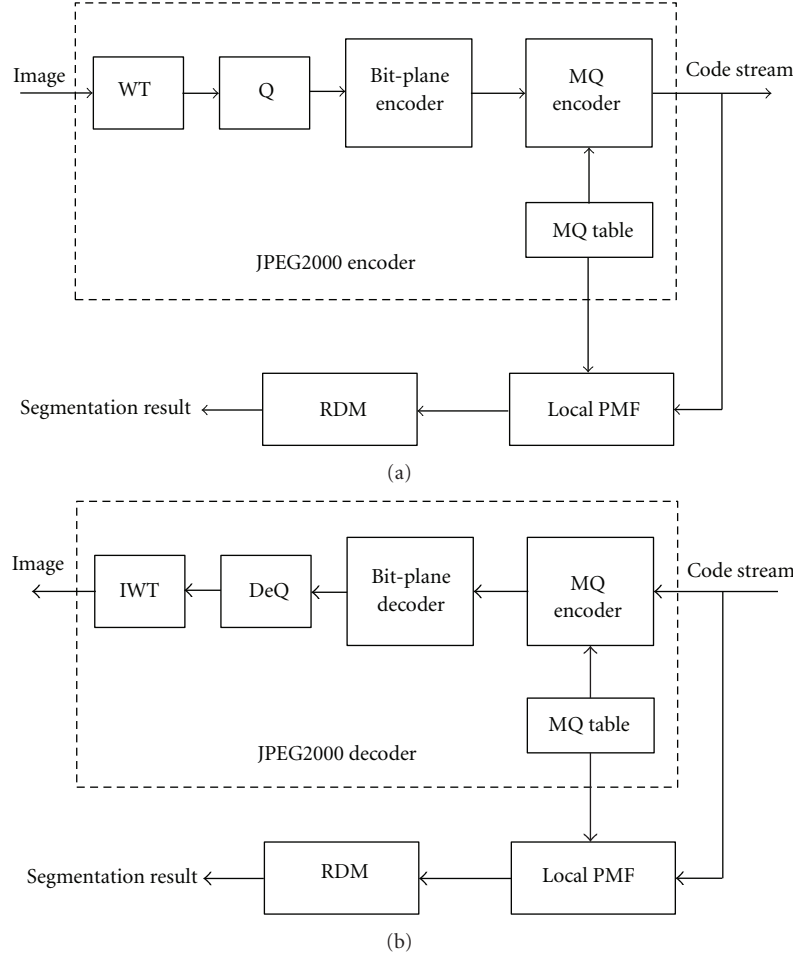 Image
WT
Q
Bit-plane
encoder
MQ
encoder
Code stream
MQ table
JPEG2000 encoder
Segmentation result
RDM
Local PMF
(a)
Image
IWT
DeQ
Bit-plane
decoder
MQ
encoder
Code stream
MQ table
JPEG2000 decoder
Segmentation result
RDM
Local PMF
(b)